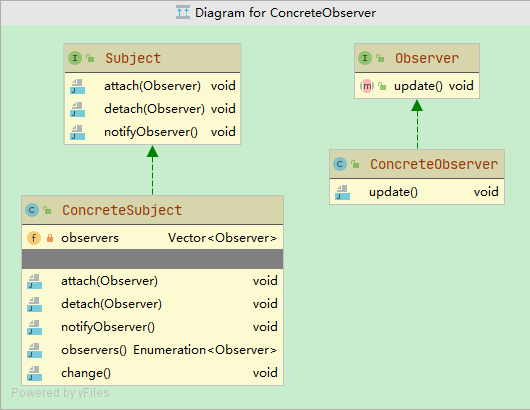 Diagram for ConcreteObserver
Subject
attach(Observer) void
detach(Observer) void
notifyObserver() void
Observer
update() void
ConcreteObserver
update() void
ConcreteSubject
observers Vector<Observer>
attach(Observer) void
detach(Observer) void
notifyObserver() void
observers() Enumeration<Observer>
change() void
Powered by yFiles